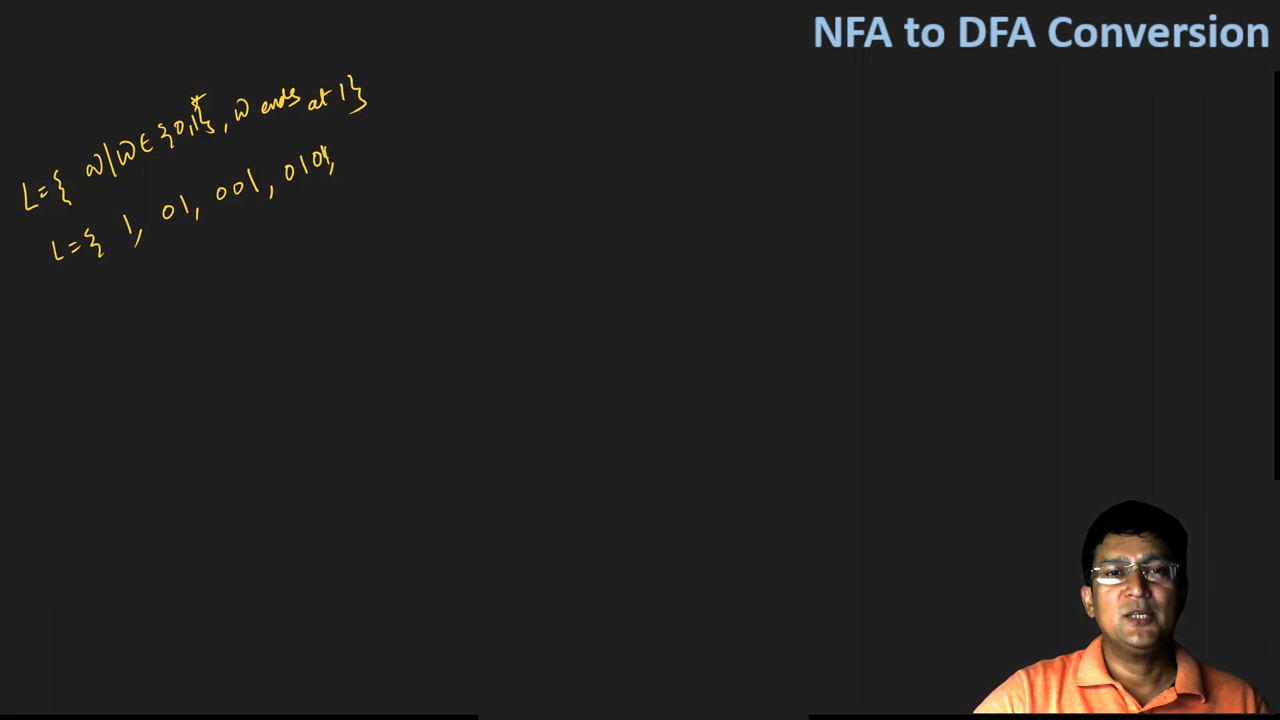 NFA to DFA Conversion
L={ w|w∈{0,1}*, w ends at 1}
L={ 1, 01, 001, 0101,